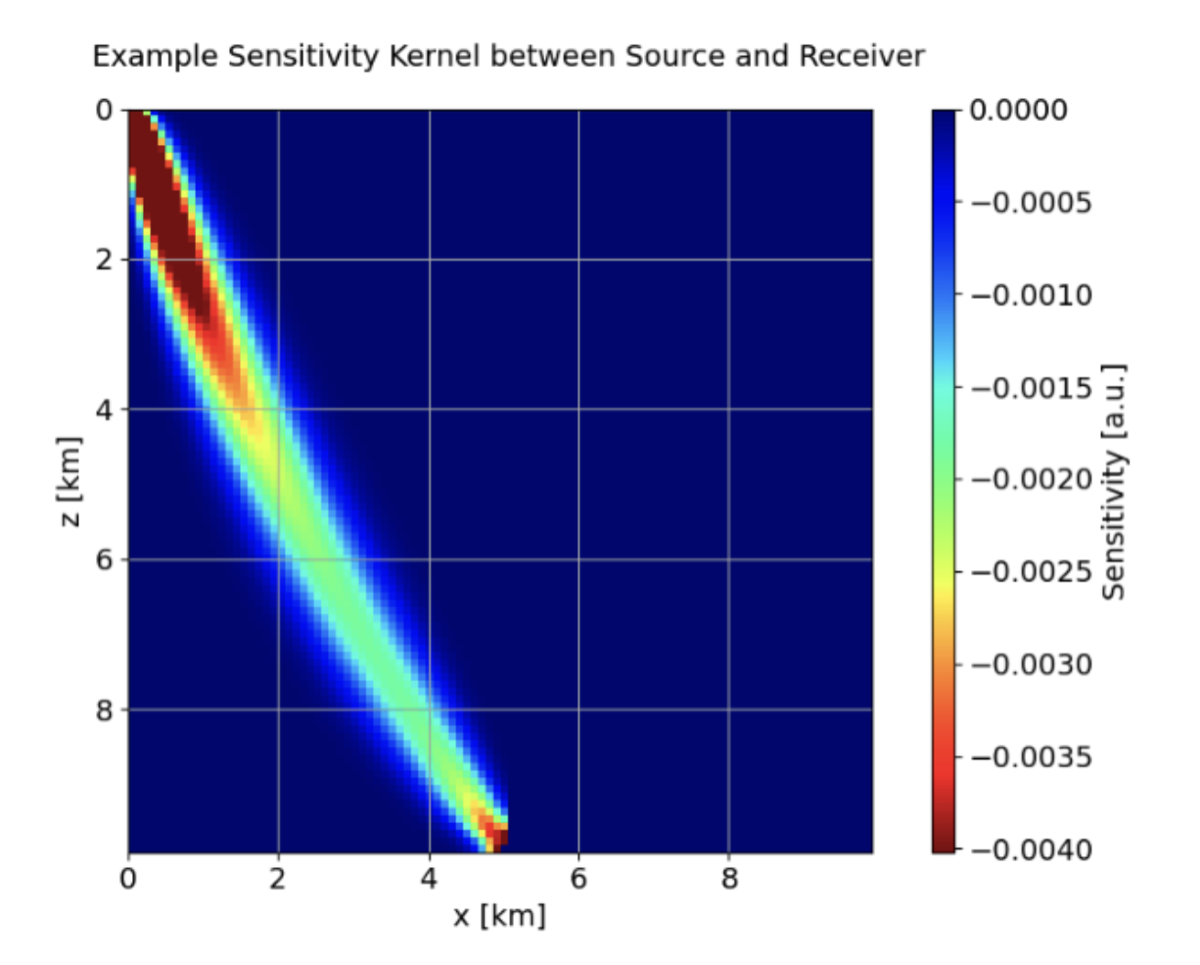 Example Sensitivity Kernel between Source and Receiver
0
2
4
6
8
z [km]
0 2 4 6 8
x [km]
0.0000
−0.0005
−0.0010
−0.0015
−0.0020
−0.0025
−0.0030
−0.0035
−0.0040
Sensitivity [a.u.]